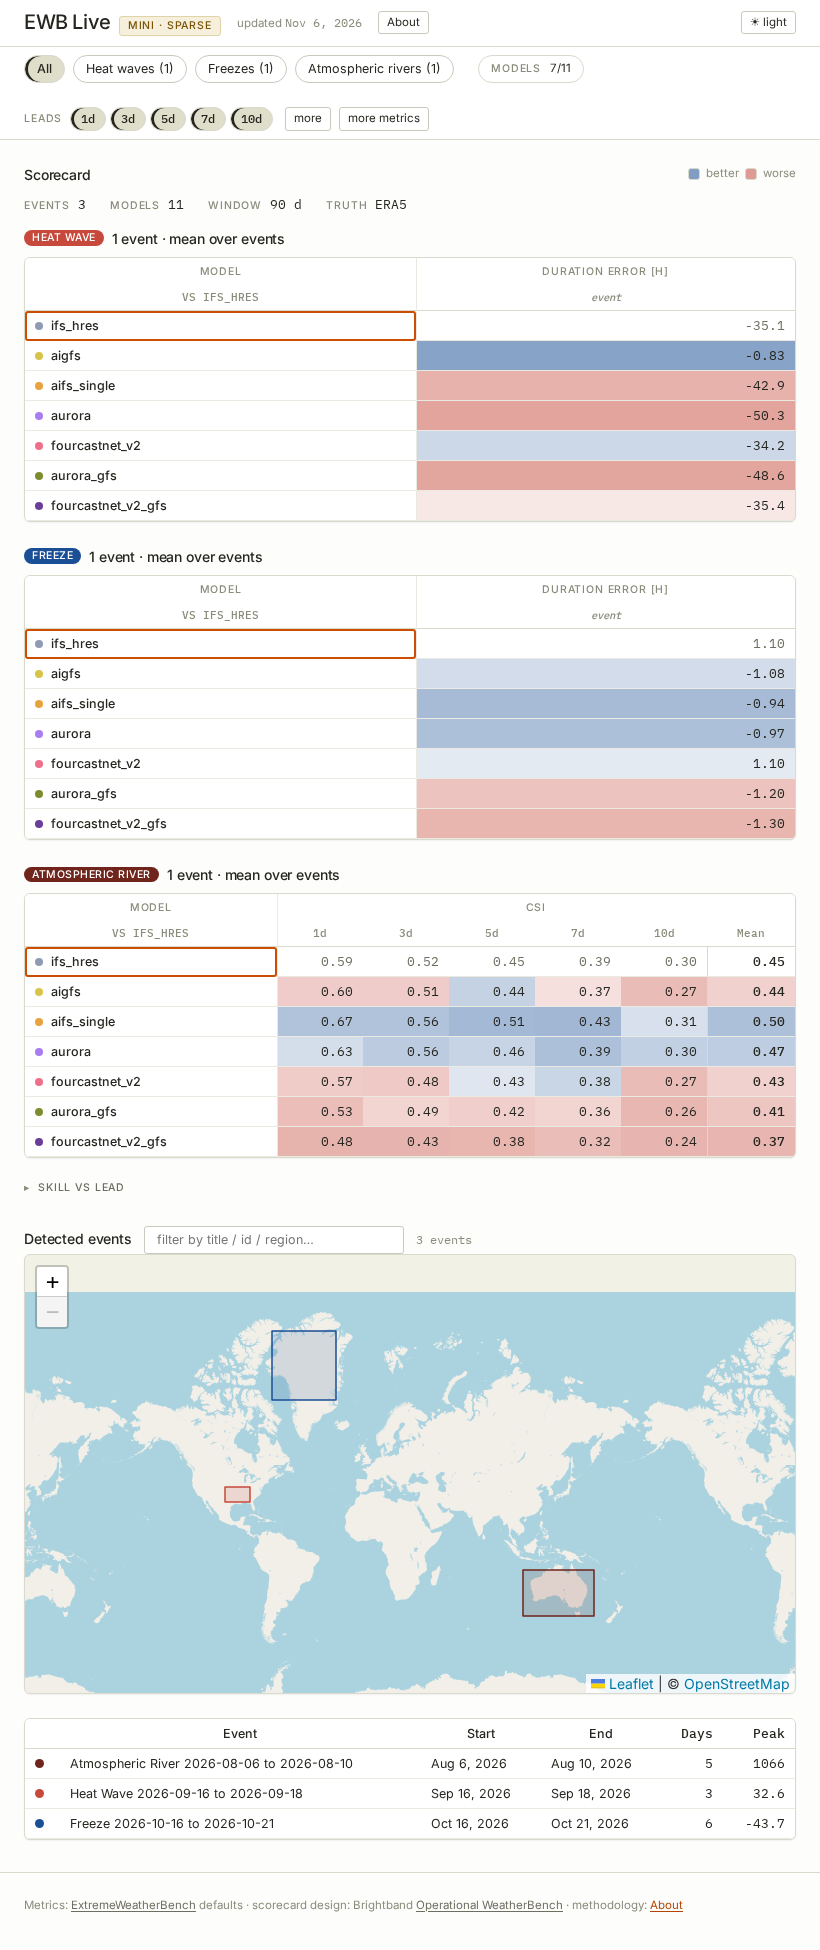 EWB Live MINI · SPARSE updated Nov 6, 2026 About ☀ light
All Heat waves (1) Freezes (1) Atmospheric rivers (1) MODELS 7/11
LEADS 1d 3d 5d 7d 10d more more metrics
Scorecard better worse
EVENTS 3 MODELS 11 WINDOW 90 d TRUTH ERA5
HEAT WAVE 1 event · mean over events
MODEL DURATION ERROR [H]
VS IFS_HRES event
ifs_hres -35.1
aigfs -0.83
aifs_single -42.9
aurora -50.3
fourcastnet_v2 -34.2
aurora_gfs -48.6
fourcastnet_v2_gfs -35.4
FREEZE 1 event · mean over events
MODEL DURATION ERROR [H]
VS IFS_HRES event
ifs_hres 1.10
aigfs -1.08
aifs_single -0.94
aurora -0.97
fourcastnet_v2 1.10
aurora_gfs -1.20
fourcastnet_v2_gfs -1.30
ATMOSPHERIC RIVER 1 event · mean over events
MODEL CSI
VS IFS_HRES 1d 3d 5d 7d 10d Mean
ifs_hres 0.59 0.52 0.45 0.39 0.30 0.45
aigfs 0.60 0.51 0.44 0.37 0.27 0.44
aifs_single 0.67 0.56 0.51 0.43 0.31 0.50
aurora 0.63 0.56 0.46 0.39 0.30 0.47
fourcastnet_v2 0.57 0.48 0.43 0.38 0.27 0.43
aurora_gfs 0.53 0.49 0.42 0.36 0.26 0.41
fourcastnet_v2_gfs 0.48 0.43 0.38 0.32 0.24 0.37
▸ SKILL VS LEAD
Detected events filter by title / id / region... 3 events
+
−
Leaflet | © OpenStreetMap
Event Start End Days Peak
Atmospheric River 2026-08-06 to 2026-08-10 Aug 6, 2026 Aug 10, 2026 5 1066
Heat Wave 2026-09-16 to 2026-09-18 Sep 16, 2026 Sep 18, 2026 3 32.6
Freeze 2026-10-16 to 2026-10-21 Oct 16, 2026 Oct 21, 2026 6 -43.7
Metrics: ExtremeWeatherBench defaults · scorecard design: Brightband Operational WeatherBench · methodology: About